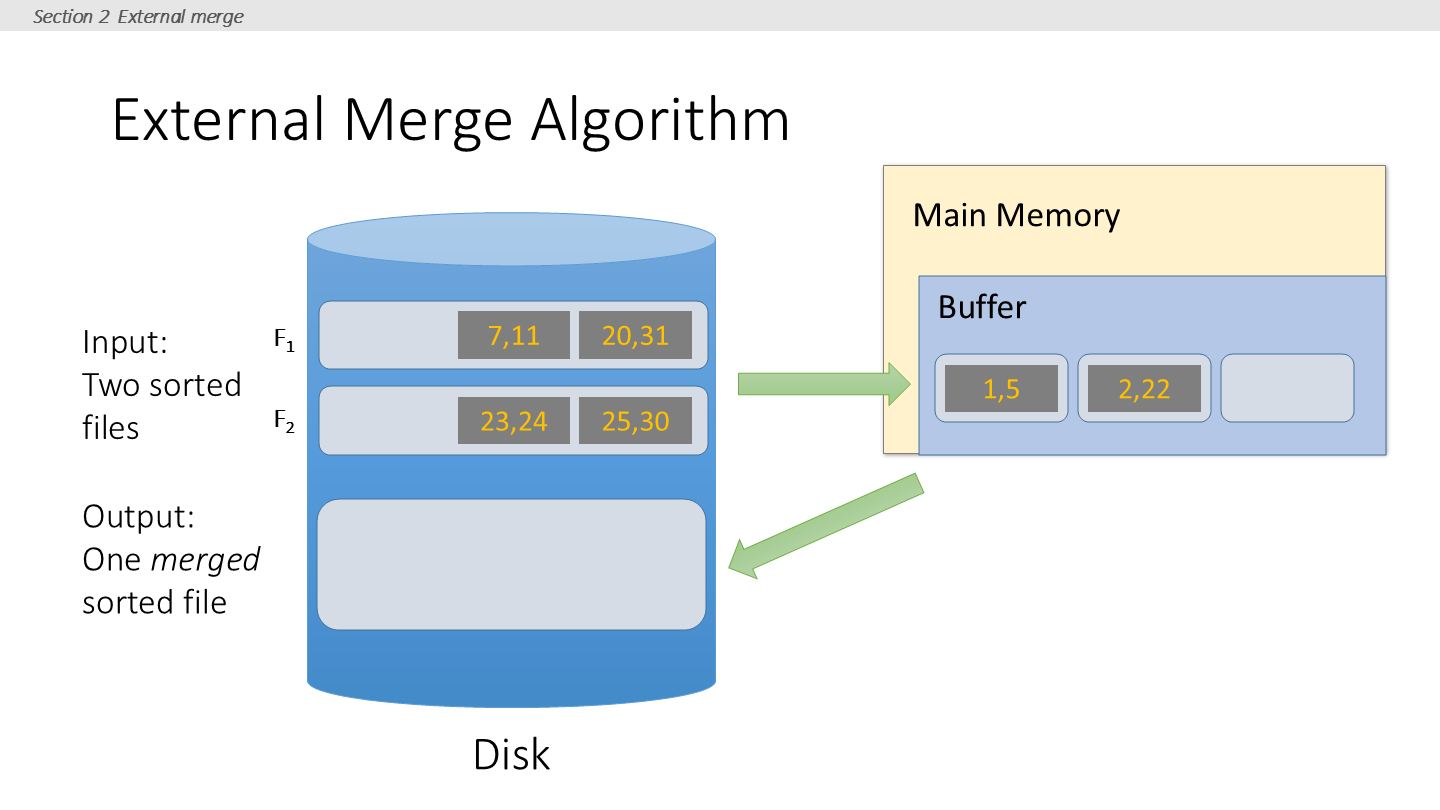 Section 2 External merge
External Merge Algorithm
Main Memory
Buffer
1,5
2,22
Input:
Two sorted
files
F1
7,11
20,31
F2
23,24
25,30
Output:
One merged
sorted file
Disk